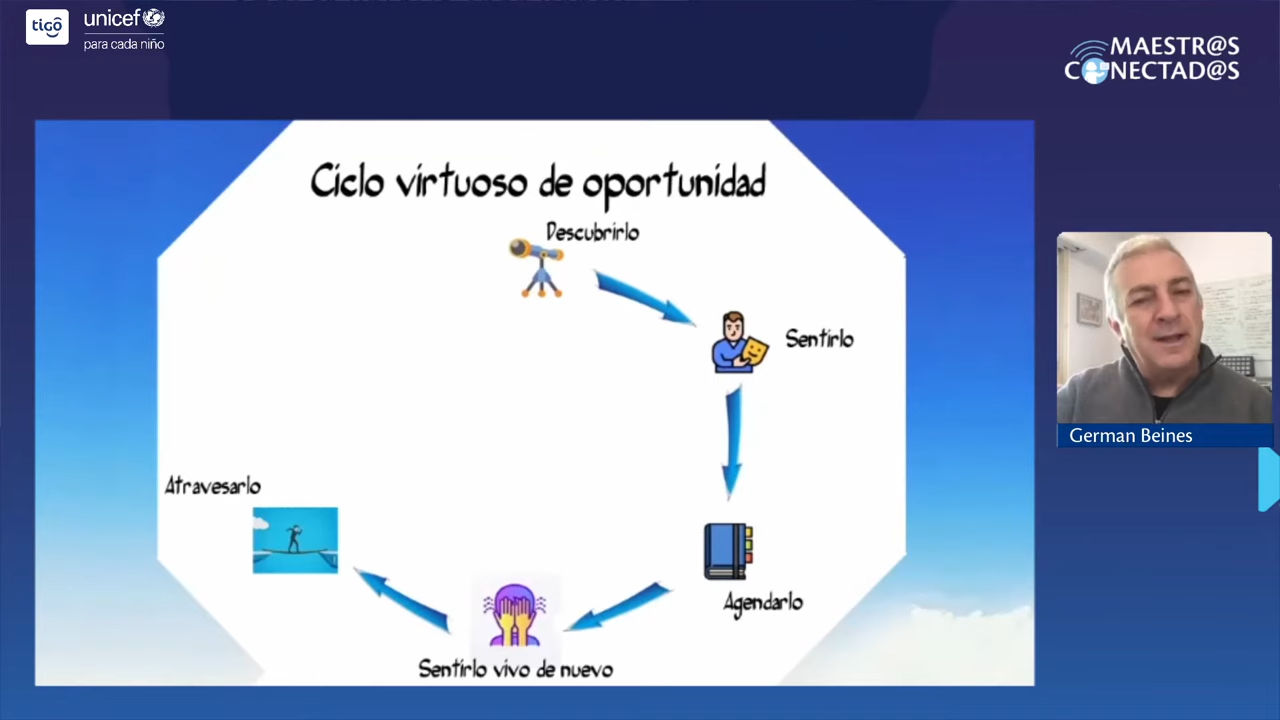 tigo
unicef
para cada niño
MAESTR@S
CONECTAD@S
Ciclo virtuoso de oportunidad
Descubrirlo
Sentirlo
Atravesarlo
Agendarlo
Sentirlo vivo de nuevo
German Beines